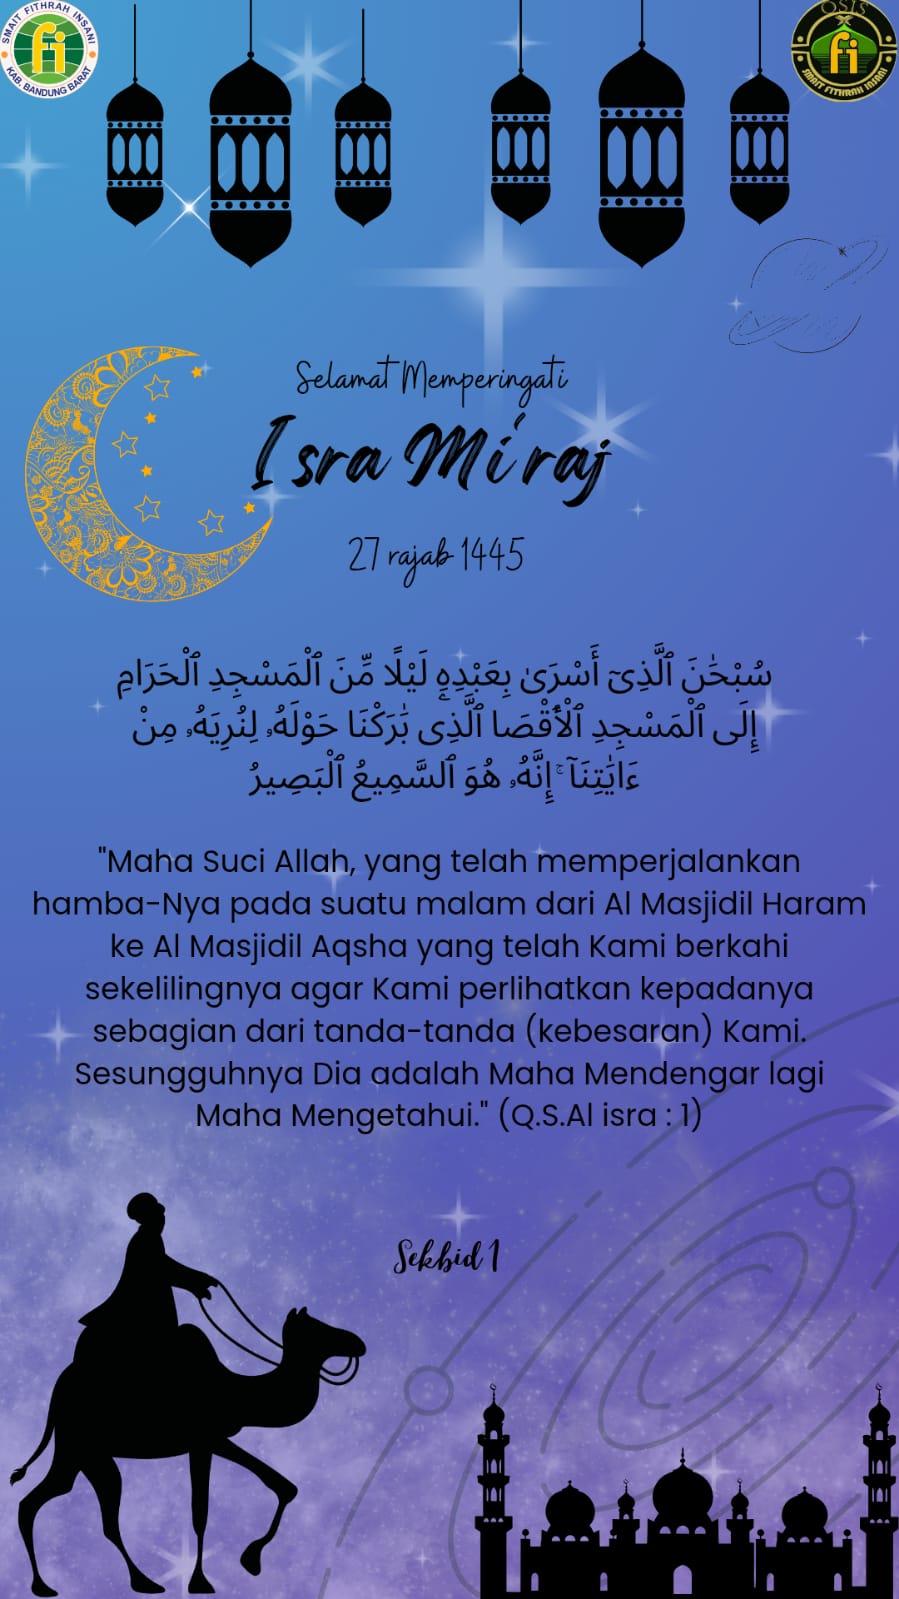 SMAIT FITHRAH INSANI
fi
KAB. BANDUNG BARAT
OSIS
fi
SMAIT FITHRAH INSANI
Selamat Memperingati
Isra Mi'raj
27 rajab 1445
سُبْحَٰنَ ٱلَّذِىٓ أَسْرَىٰ بِعَبْدِهِۦ لَيْلًا مِّنَ ٱلْمَسْجِدِ ٱلْحَرَامِ
إِلَى ٱلْمَسْجِدِ ٱلْأَقْصَا ٱلَّذِى بَٰرَكْنَا حَوْلَهُۥ لِنُرِيَهُۥ مِنْ
ءَايَٰتِنَآ ۚ إِنَّهُۥ هُوَ ٱلسَّمِيعُ ٱلْبَصِيرُ
"Maha Suci Allah, yang telah memperjalankan
hamba-Nya pada suatu malam dari Al Masjidil Haram
ke Al Masjidil Aqsha yang telah Kami berkahi
sekelilingnya agar Kami perlihatkan kepadanya
sebagian dari tanda-tanda (kebesaran) Kami.
Sesungguhnya Dia adalah Maha Mendengar lagi
Maha Mengetahui." (Q.S.Al isra : 1)
Sekbid 1